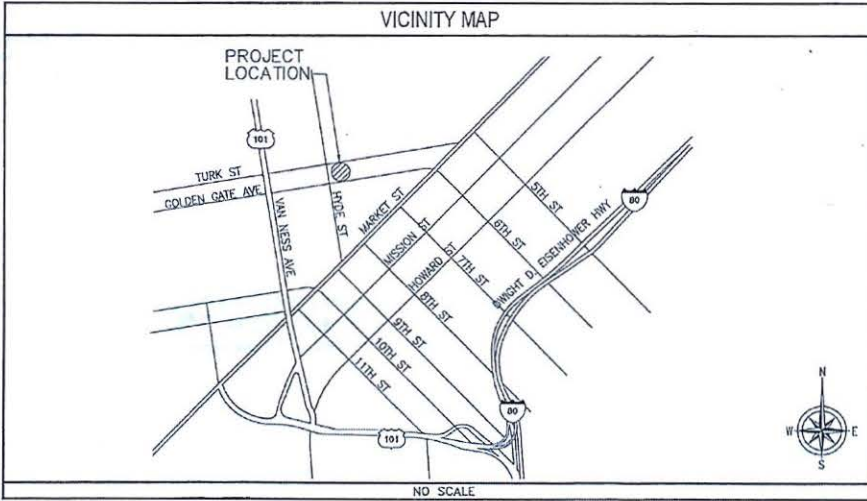 VICINITY MAP
PROJECT
LOCATION
101
TURK ST
GOLDEN GATE AVE
VAN NESS AVE
HYDE ST
MARKET ST
MISSION ST
HOWARD ST
5TH ST
6TH ST
7TH ST
8TH ST
9TH ST
10TH ST
11TH ST
DWIGHT D. EISENHOWER HWY
80
80
101
N
W
E
S
NO SCALE